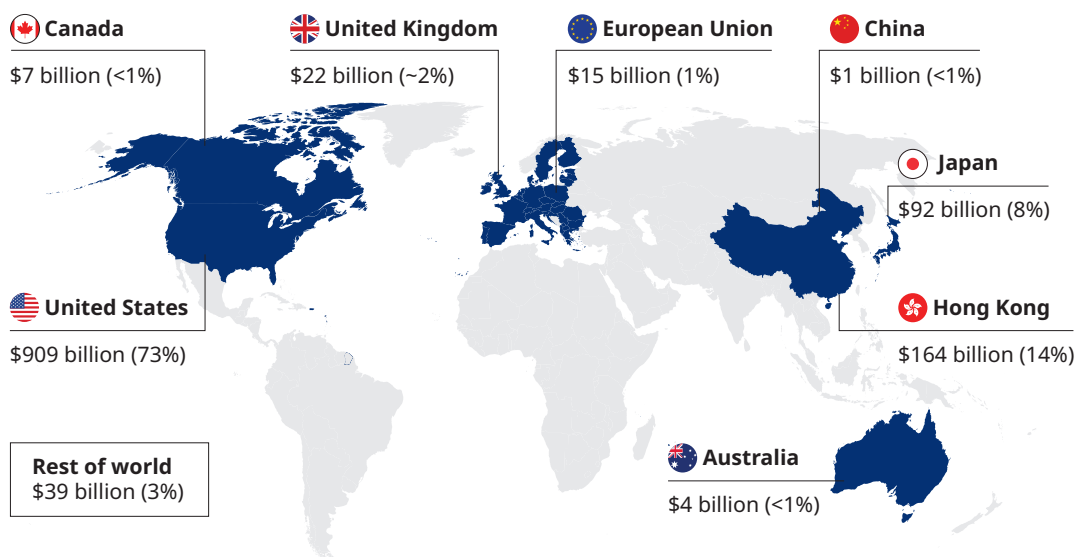 Canada
$7 billion (<1%)
United Kingdom
$22 billion (~2%)
European Union
$15 billion (1%)
China
$1 billion (<1%)
Japan
$92 billion (8%)
United States
$909 billion (73%)
Hong Kong
$164 billion (14%)
Rest of world
$39 billion (3%)
Australia
$4 billion (<1%)